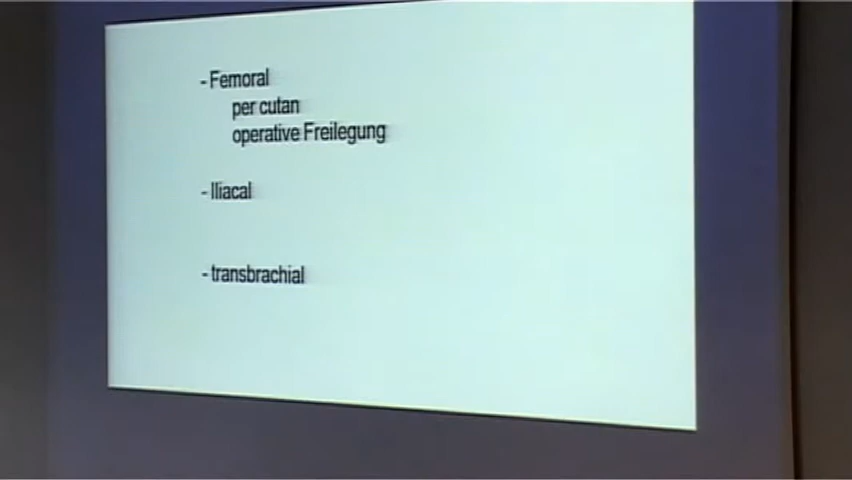 - Femoral
per cutan
operative Freilegung
- Iliacal
- transbrachial